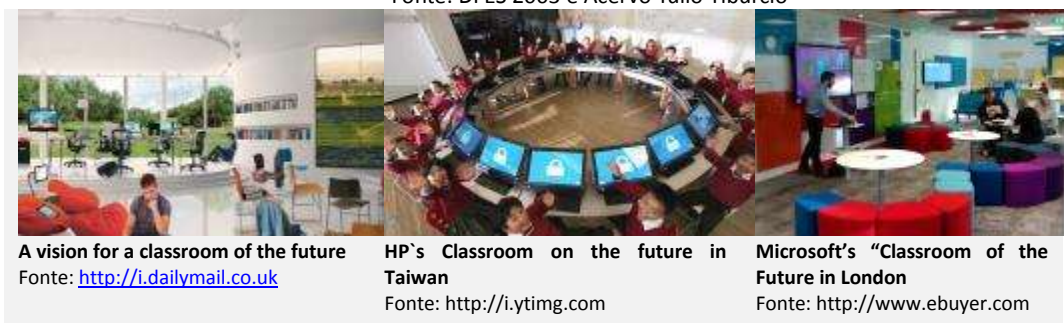 Fonte: DFES 2003 e Acervo Túlio Tibúrcio
A vision for a classroom of the future
Fonte: http://i.dailymail.co.uk
HP`s Classroom on the future in
Taiwan
Fonte: http://i.ytimg.com
Microsoft’s “Classroom of the
Future in London
Fonte: http://www.ebuyer.com